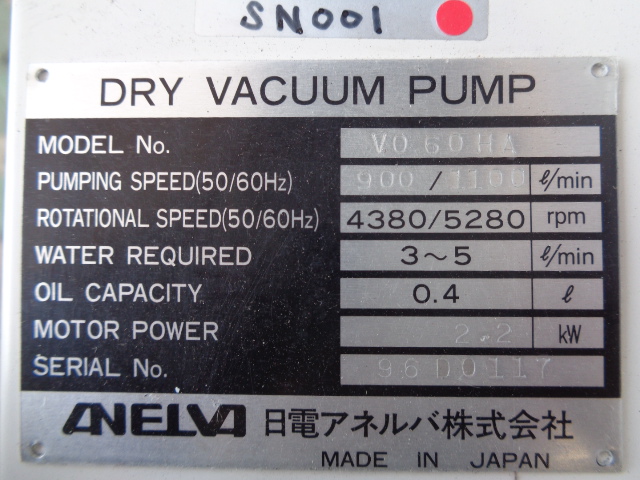 SN001
DRY VACUUM PUMP
MODEL No. V060HA
PUMPING SPEED(50/60Hz) 900/1100 ℓ/min
ROTATIONAL SPEED(50/60Hz) 4380/5280 rpm
WATER REQUIRED 3～5 ℓ/min
OIL CAPACITY 0.4 ℓ
MOTOR POWER 2.2 kW
SERIAL No. 96D0117
ANELVA 日電アネルバ株式会社
MADE IN JAPAN